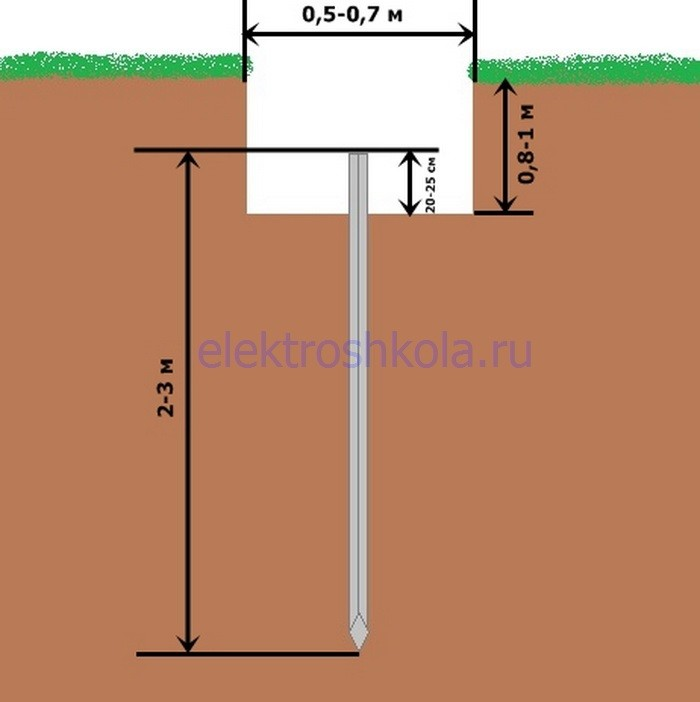 0,5-0,7 м
0,8-1 м
20-25 см
elektroshkola.ru
2-3 м